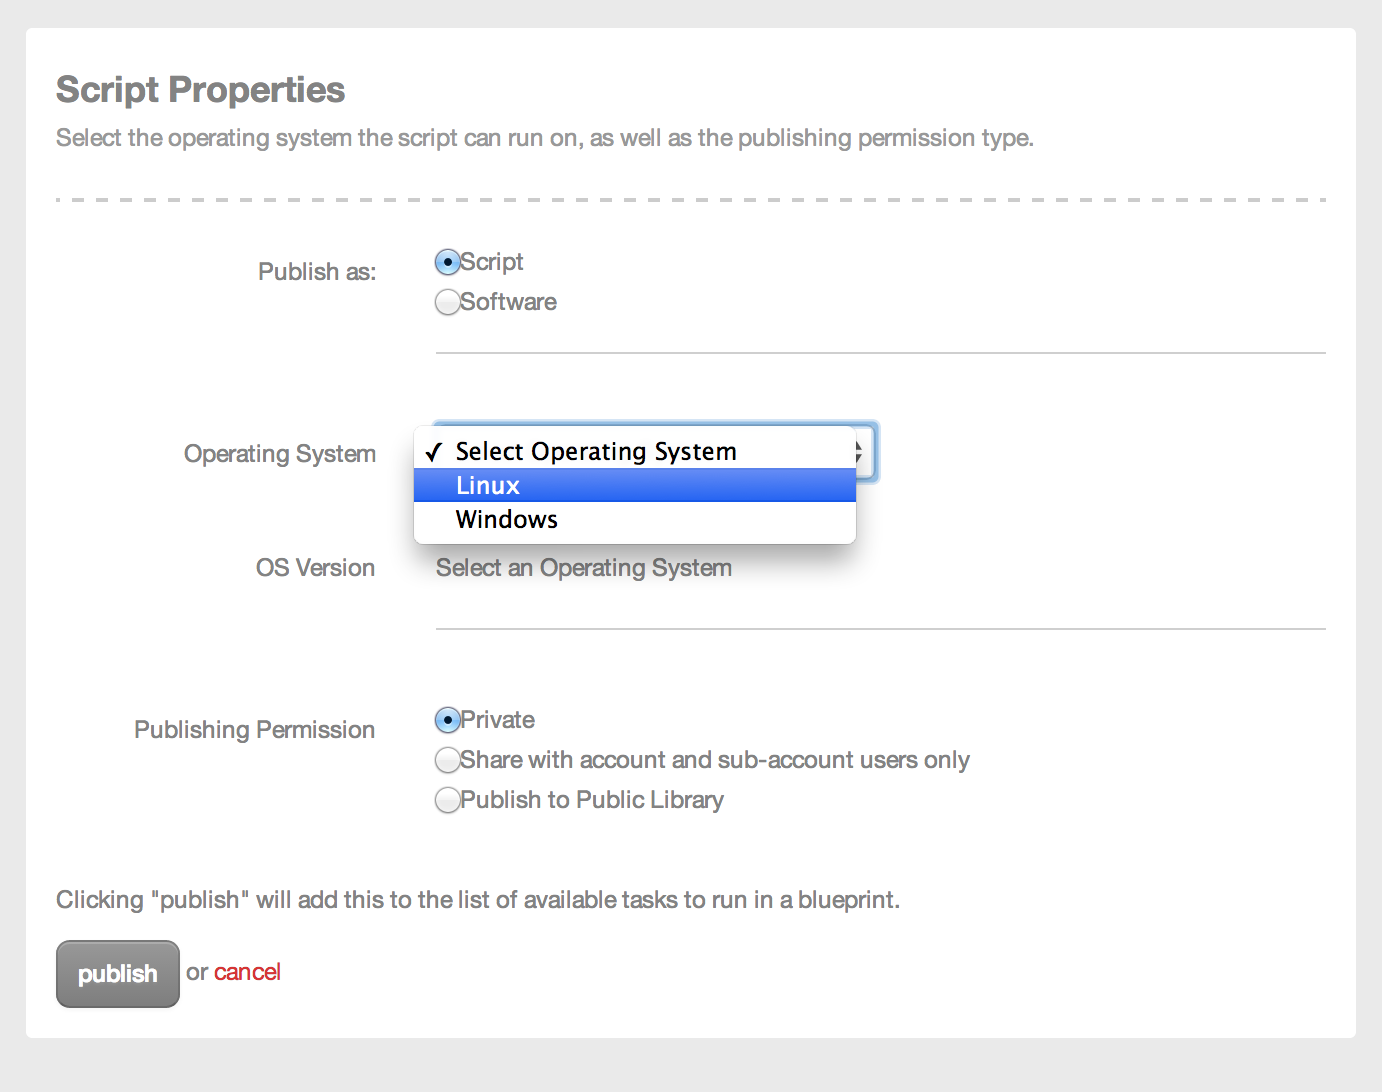 Script Properties
Select the operating system the script can run on, as well as the publishing permission type.
Publish as:
Script
Software
Operating System
✓ Select Operating System
Linux
Windows
OS Version
Select an Operating System
Publishing Permission
Private
Share with account and sub-account users only
Publish to Public Library
Clicking "publish" will add this to the list of available tasks to run in a blueprint.
publish or cancel